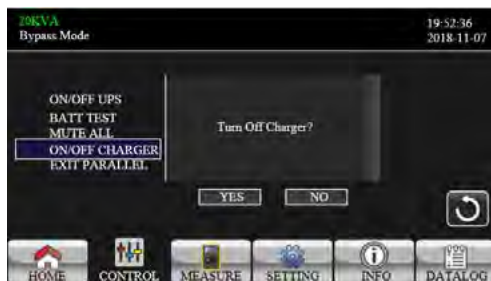 20KVA
19:52:36
Bypass Mode
2018-11-07
ON/OFF UPS
BATT TEST
MUTE ALL
ON/OFF CHARGER
EXIT PARALLEL
Turn Off Charger?
YES
NO
HOME
CONTROL
MEASURE
SETTING
INFO
DATALOG